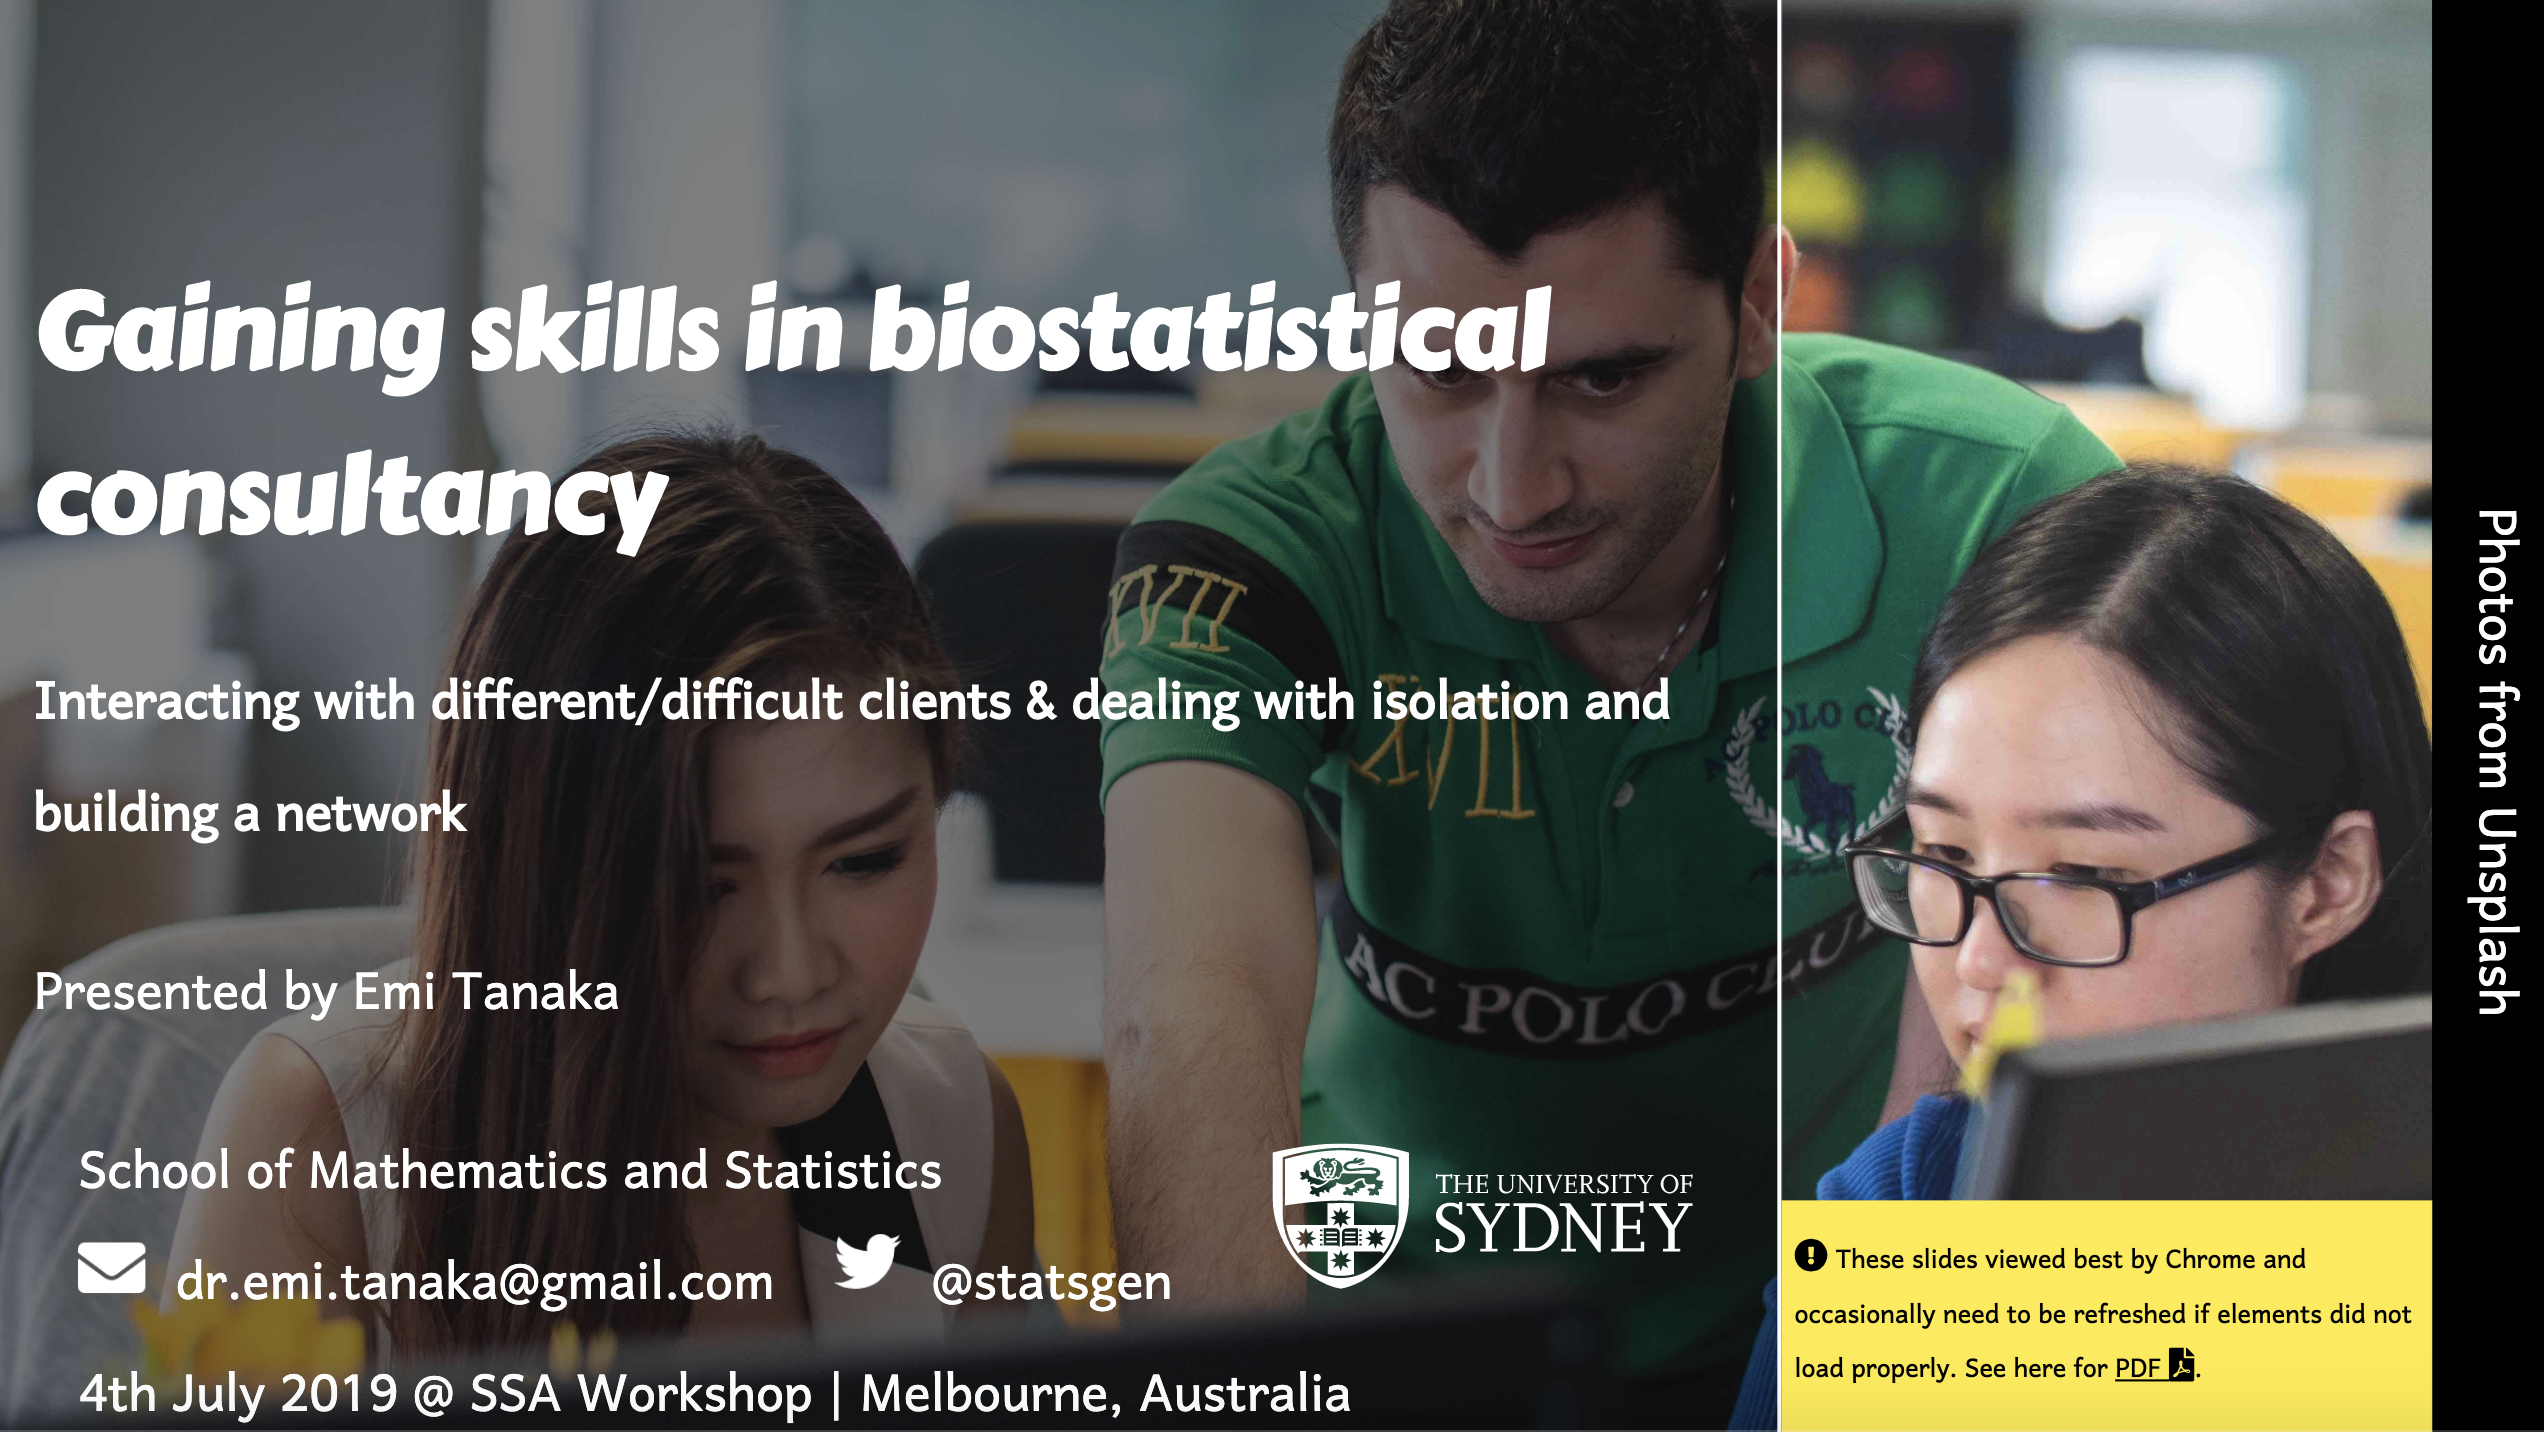 Gaining skills in biostatistical
consultancy
Interacting with different/difficult clients & dealing with isolation and
building a network
Presented by Emi Tanaka
School of Mathematics and Statistics
dr.emi.tanaka@gmail.com @statsgen
4th July 2019 @ SSA Workshop | Melbourne, Australia
THE UNIVERSITY OF
SYDNEY
XVII
XVII
POLO
AC POLO CLU
These slides viewed best by Chrome and
occasionally need to be refreshed if elements did not
load properly. See here for PDF.
Photos from Unsplash